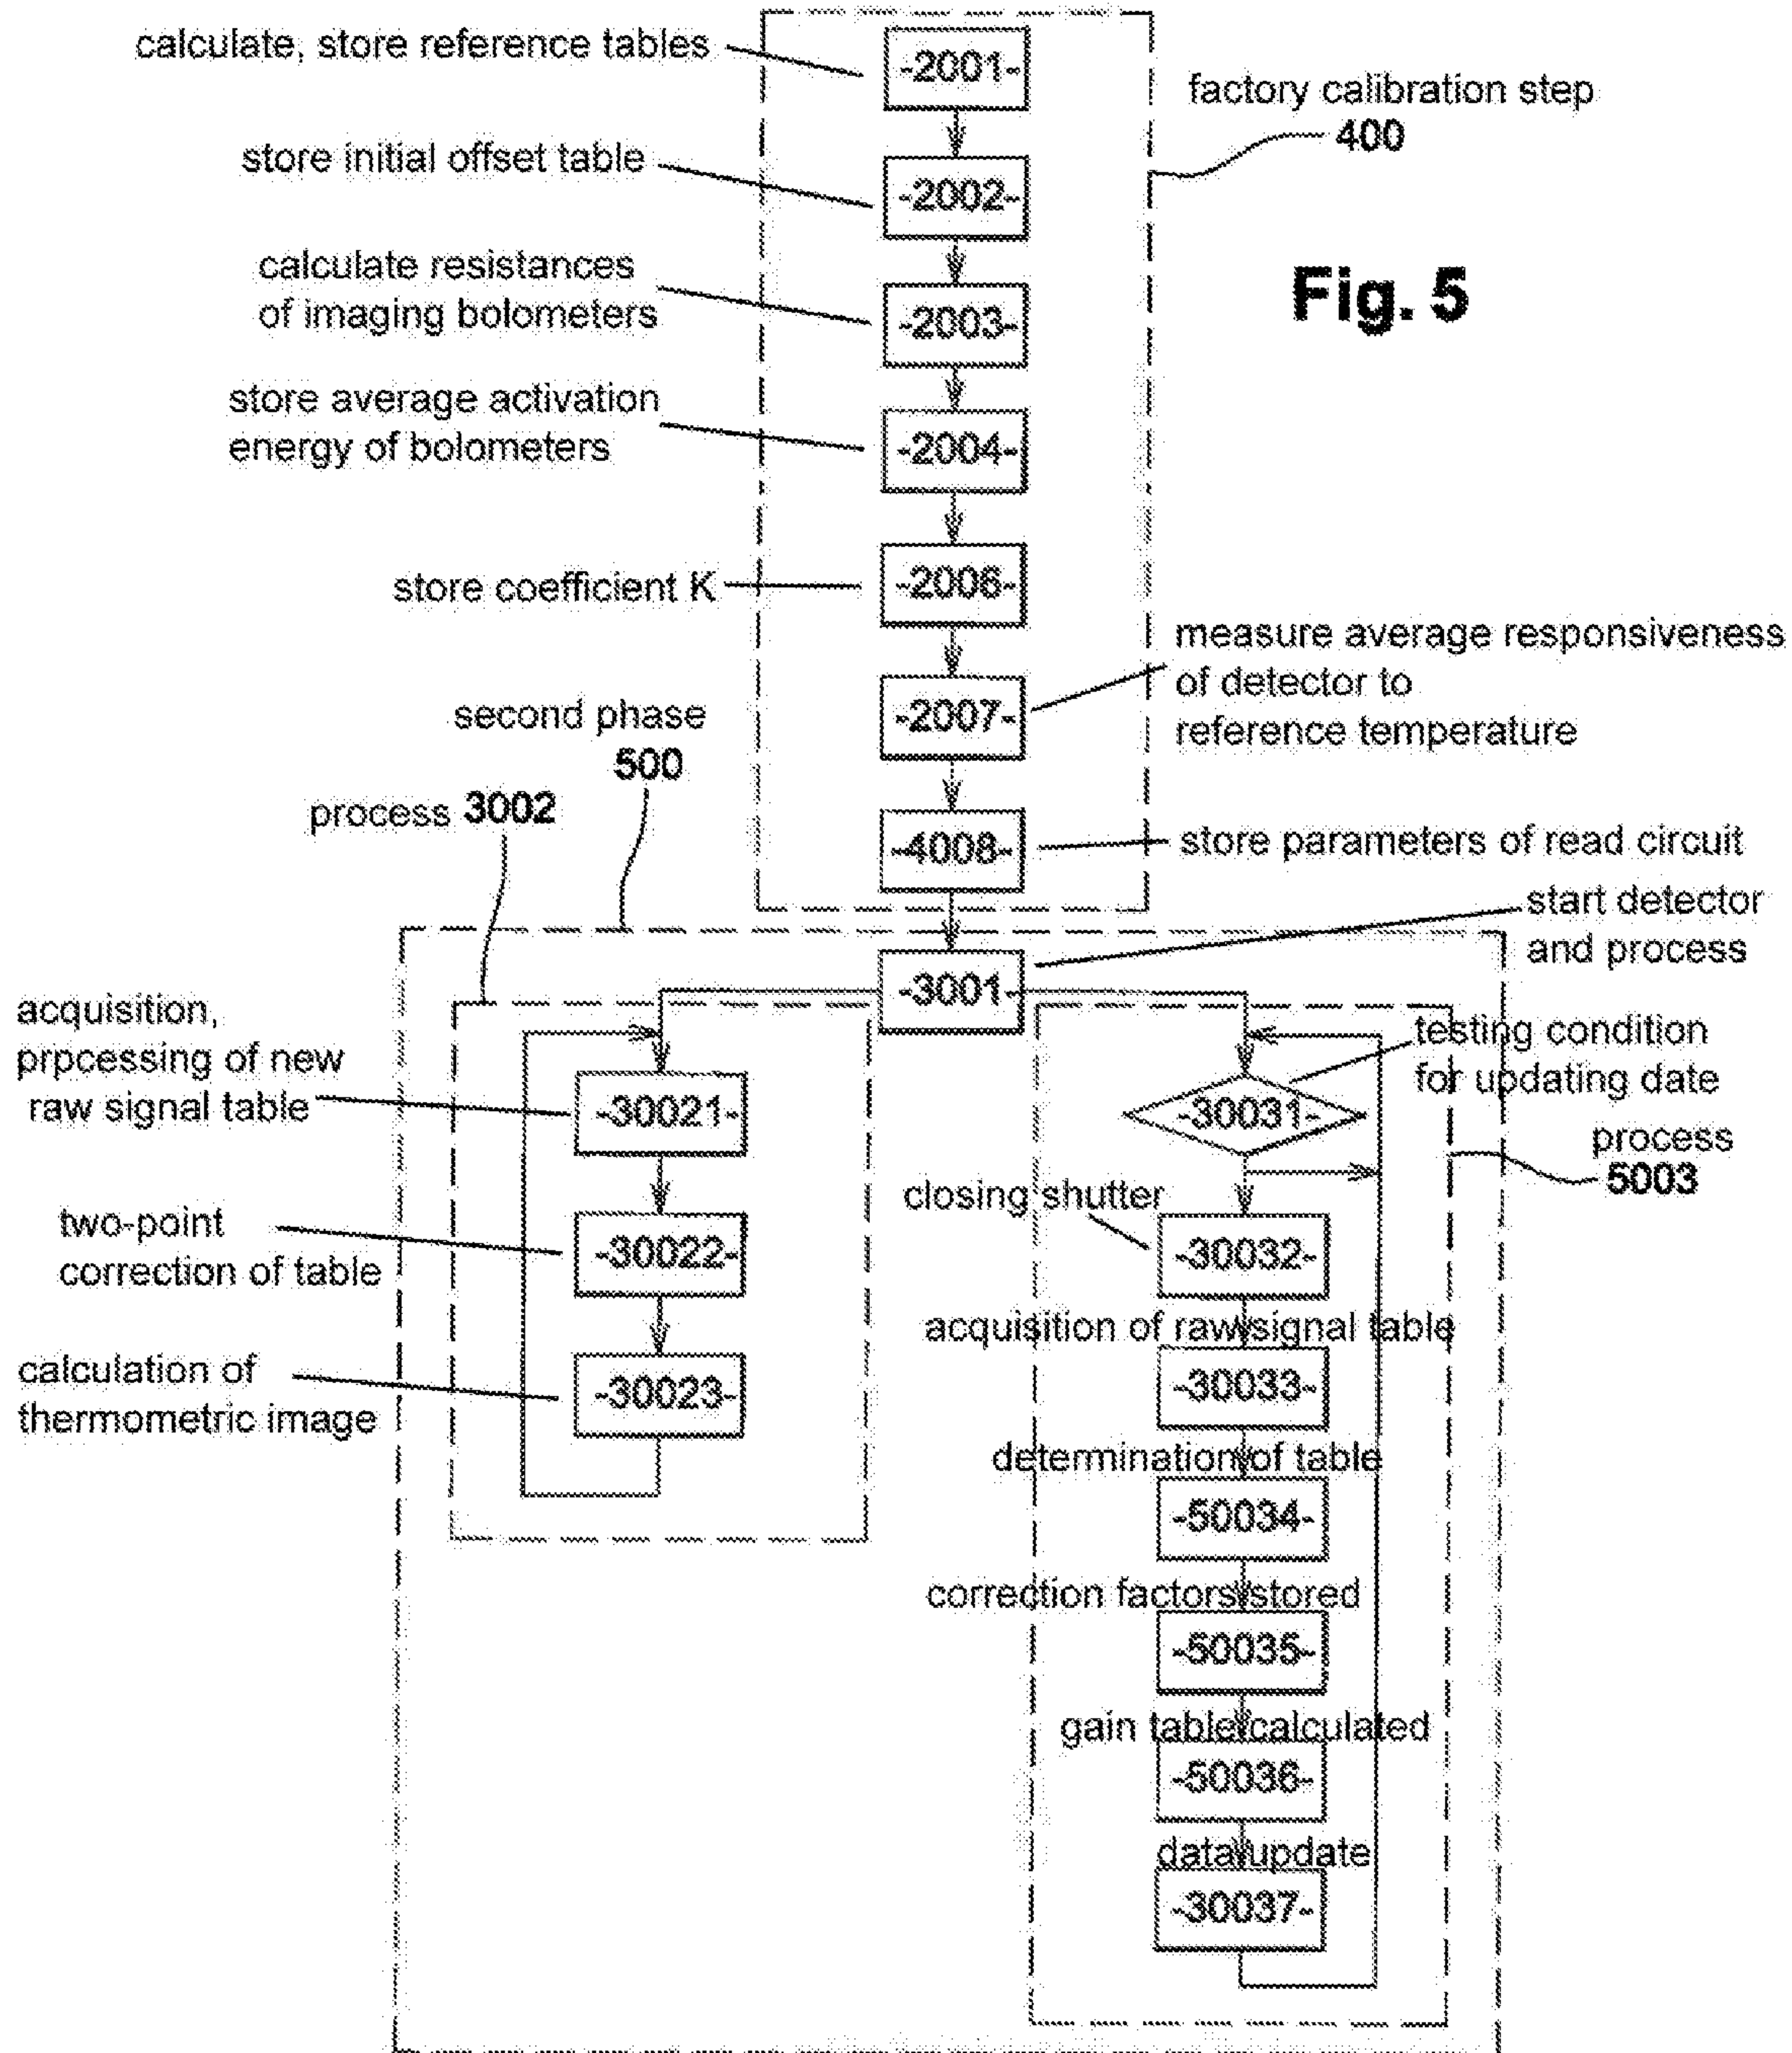 calculate, store reference tables
-2001-
factory calibration step
400
store initial offset table
-2002-
calculate resistances
of imaging bolometers
-2003-
Fig. 5
store average activation
energy of bolometers
-2004-
store coefficient K
-2006-
measure average responsiveness
of detector to
reference temperature
-2007-
second phase
500
process 3002
-4008-
store parameters of read circuit
start detector
and process
-3001-
acquisition,
prpcessing of new
raw signal table
-30021-
testing condition
for updating date
-30031-
process
5003
closing shutter
two-point
correction of table
-30022-
-30032-
acquisition of raw signal table
calculation of
thermometric image
-30023-
-30033-
determination of table
-50034-
correction factors stored
-50035-
gain table calculated
-50036-
data update
-30037-